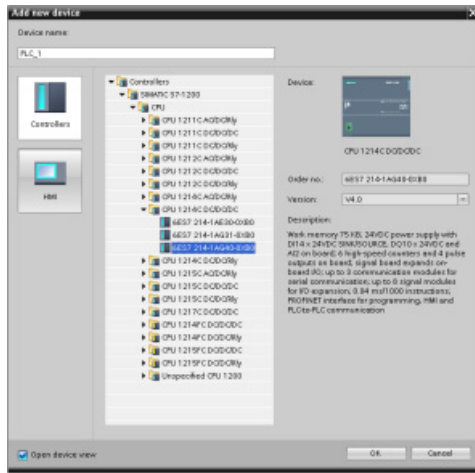 Add new device
Device name:
PLC_1
Controllers
HMI
Controllers
SIMATIC S7-1200
CPU
CPU 1211C AC/DC/Rly
CPU 1211C DC/DC/DC
CPU 1211C DC/DC/Rly
CPU 1212C AC/DC/Rly
CPU 1212C DC/DC/DC
CPU 1212C DC/DC/Rly
CPU 1214C AC/DC/Rly
CPU 1214C DC/DC/DC
6ES7 214-1AE30-0XB0
6ES7 214-1AG31-0XB0
6ES7 214-1AG40-0XB0
CPU 1214C DC/DC/Rly
CPU 1215C AC/DC/Rly
CPU 1215C DC/DC/DC
CPU 1215C DC/DC/Rly
CPU 1217C DC/DC/DC
CPU 1214FC DC/DC/DC
CPU 1214FC DC/DC/Rly
CPU 1215FC DC/DC/DC
CPU 1215FC DC/DC/Rly
Unspecified CPU 1200
Device:
CPU 1214C DC/DC/DC
Order no.:
6ES7 214-1AG40-0XB0
Version:
V4.0
Description:
Work memory 75 KB; 24VDC power supply with
DI14 x 24VDC SINK/SOURCE, DQ10 x 24VDC and
AI2 on board; 6 high-speed counters and 4 pulse
outputs on board; signal board expands on-
board I/O; up to 3 communication modules for
serial communication; up to 8 signal modules
for I/O expansion; 0.04 ms/1000 instructions;
PROFINET interface for programming, HMI and
PLC-to-PLC communication
Open device view
OK
Cancel